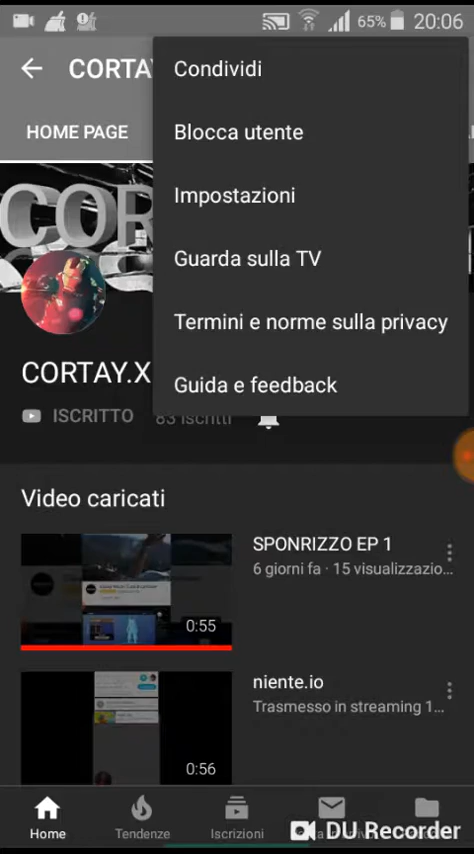 65% 20:06
CORTAY
Condividi
HOME PAGE
Blocca utente
Impostazioni
COR
Guarda sulla TV
Termini e norme sulla privacy
CORTAY.X
Guida e feedback
ISCRITTO 83 iscritti
Video caricati
SPONRIZZO EP 1
6 giorni fa · 15 visualizzazio...
0:55
niente.io
Trasmesso in streaming 1...
0:56
Home Tendenze Iscrizioni
DU Recorder